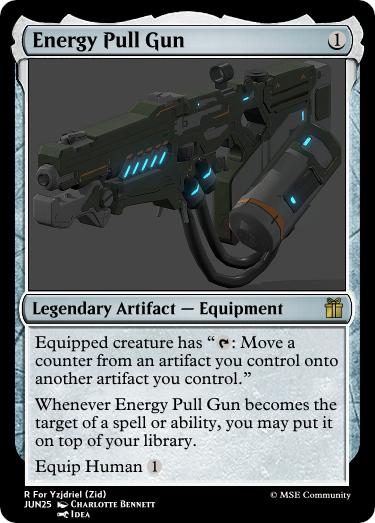 Energy Pull Gun 1
Legendary Artifact — Equipment
Equipped creature has “: Move a
counter from an artifact you control onto
another artifact you control.”
Whenever Energy Pull Gun becomes the
target of a spell or ability, you may put it
on top of your library.
Equip Human 1
R For Yzjdriel (Zid)
JUN25 Charlotte Bennett
Idea
© MSE Community